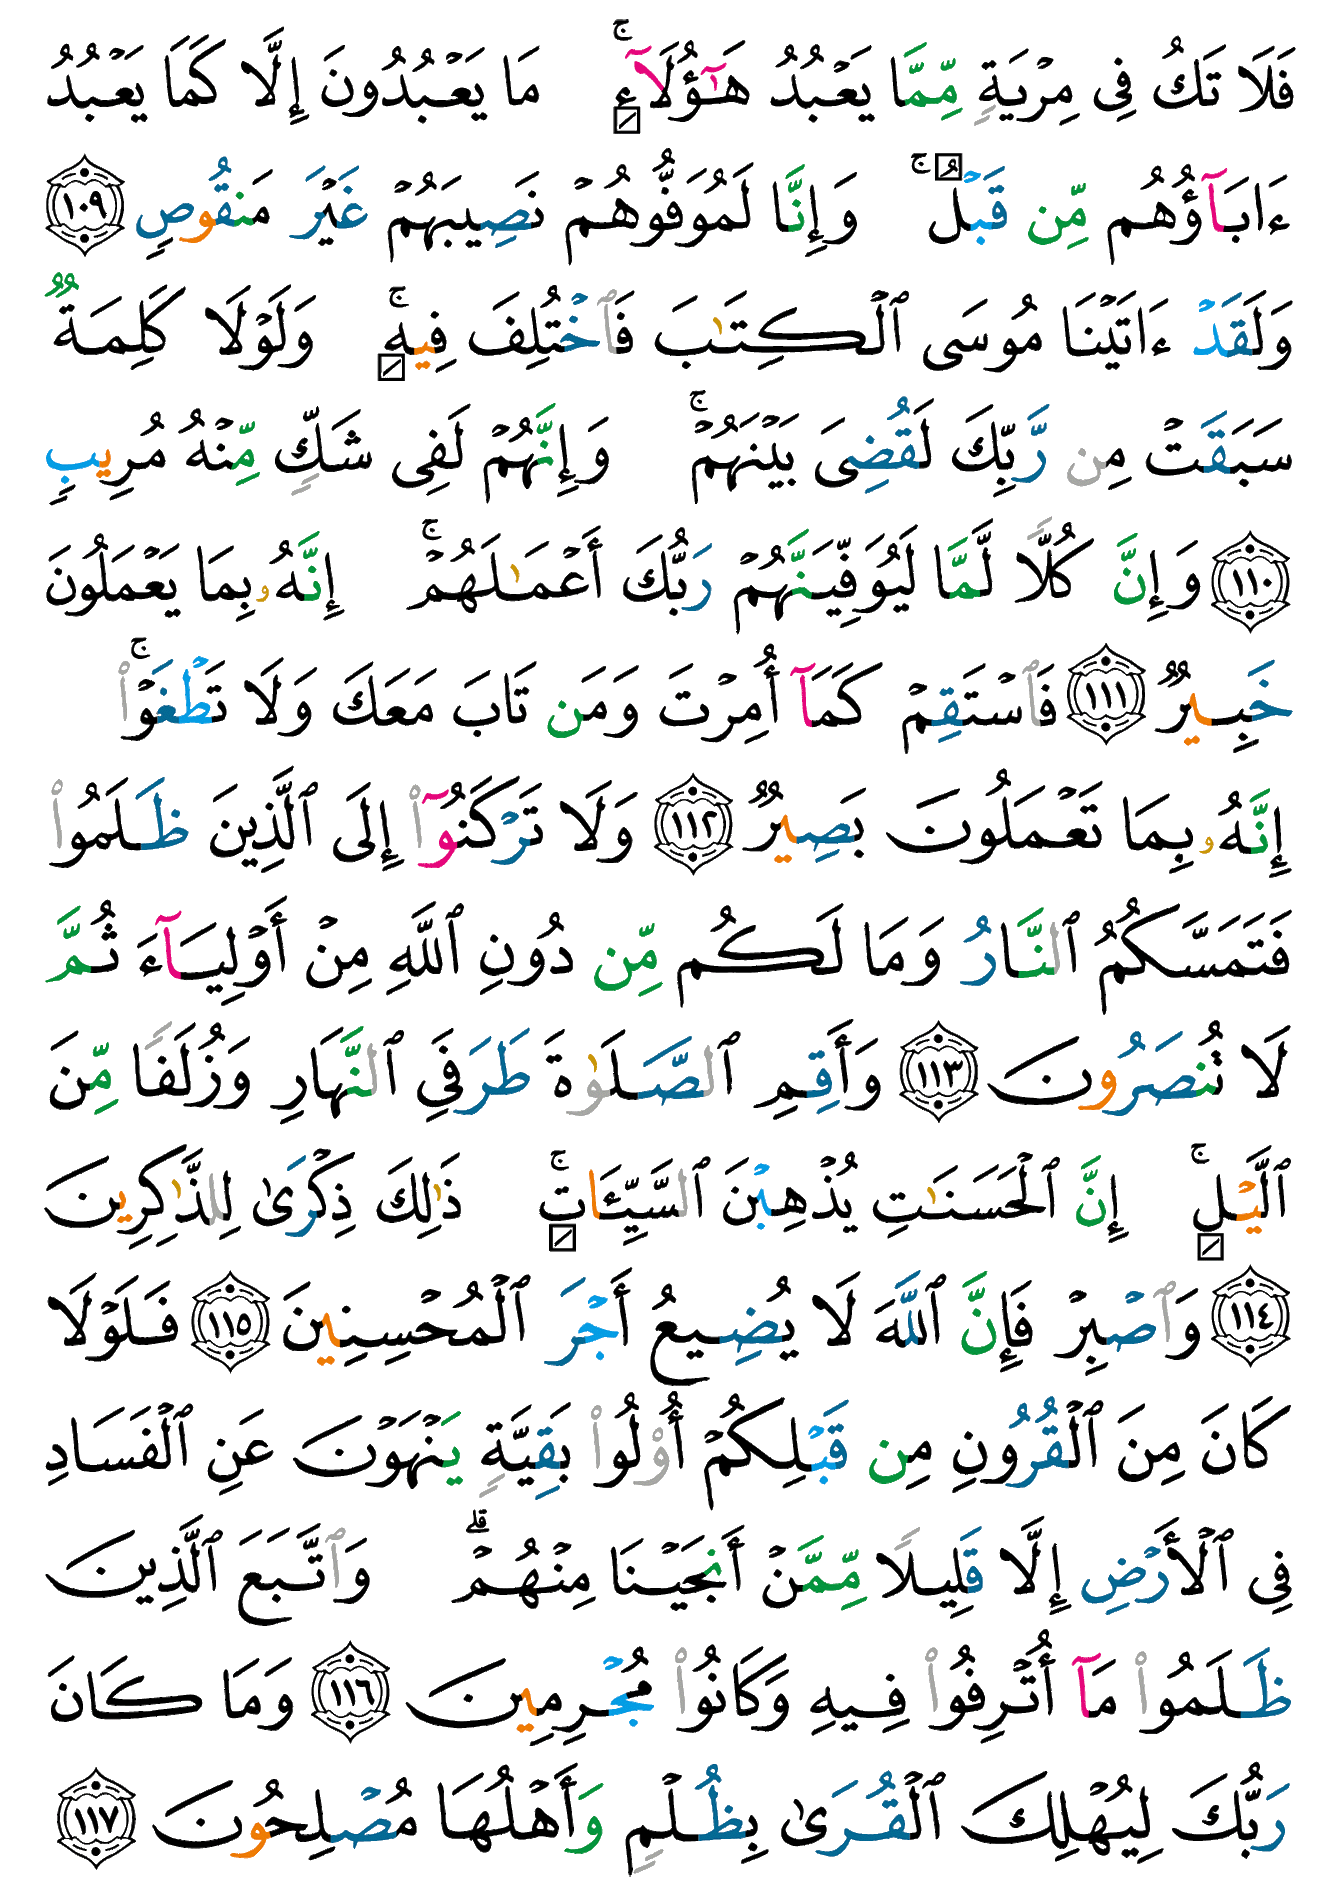 فَلَا تَكُ فِى مِرْيَةٍ مِّمَّا يَعْبُدُ هَـٰٓؤُلَآءِ ۚ مَا يَعْبُدُونَ إِلَّا كَمَا يَعْبُدُ
ءَابَآؤُهُم مِّن قَبْلُ ۚ وَإِنَّا لَمُوَفُّوهُمْ نَصِيبَهُمْ غَيْرَ مَنقُوصٍ ١٠٩
وَلَقَدْ ءَاتَيْنَا مُوسَى ٱلْكِتَـٰبَ فَٱخْتُلِفَ فِيهِ ۚ وَلَوْلَا كَلِمَةٌ
سَبَقَتْ مِن رَّبِّكَ لَقُضِىَ بَيْنَهُمْ ۚ وَإِنَّهُمْ لَفِى شَكٍّ مِّنْهُ مُرِيبٍ
١١٠ وَإِنَّ كُلًّا لَّمَّا لَيُوَفِّيَنَّهُمْ رَبُّكَ أَعْمَـٰلَهُمْ ۚ إِنَّهُۥ بِمَا يَعْمَلُونَ
خَبِيرٌ ١١١ فَٱسْتَقِمْ كَمَآ أُمِرْتَ وَمَن تَابَ مَعَكَ وَلَا تَطْغَوْا۟ ۚ
إِنَّهُۥ بِمَا تَعْمَلُونَ بَصِيرٌ ١١٢ وَلَا تَرْكَنُوٓا۟ إِلَى ٱلَّذِينَ ظَلَمُوا۟
فَتَمَسَّكُمُ ٱلنَّارُ وَمَا لَكُم مِّن دُونِ ٱللَّهِ مِنْ أَوْلِيَآءَ ثُمَّ
لَا تُنصَرُونَ ١١٣ وَأَقِمِ ٱلصَّلَوٰةَ طَرَفَىِ ٱلنَّهَارِ وَزُلَفًا مِّنَ
ٱلَّيْلِ ۚ إِنَّ ٱلْحَسَنَـٰتِ يُذْهِبْنَ ٱلسَّيِّـَٔاتِ ۚ ذَٰلِكَ ذِكْرَىٰ لِلذَّٰكِرِينَ
١١٤ وَٱصْبِرْ فَإِنَّ ٱللَّهَ لَا يُضِيعُ أَجْرَ ٱلْمُحْسِنِينَ ١١٥ فَلَوْلَا
كَانَ مِنَ ٱلْقُرُونِ مِن قَبْلِكُمْ أُو۟لُوا۟ بَقِيَّةٍ يَنْهَوْنَ عَنِ ٱلْفَسَادِ
فِى ٱلْأَرْضِ إِلَّا قَلِيلًا مِّمَّنْ أَنجَيْنَا مِنْهُمْ ۗ وَٱتَّبَعَ ٱلَّذِينَ
ظَلَمُوا۟ مَآ أُتْرِفُوا۟ فِيهِ وَكَانُوا۟ مُجْرِمِينَ ١١٦ وَمَا كَانَ
رَبُّكَ لِيُهْلِكَ ٱلْقُرَىٰ بِظُلْمٍ وَأَهْلُهَا مُصْلِحُونَ ١١٧